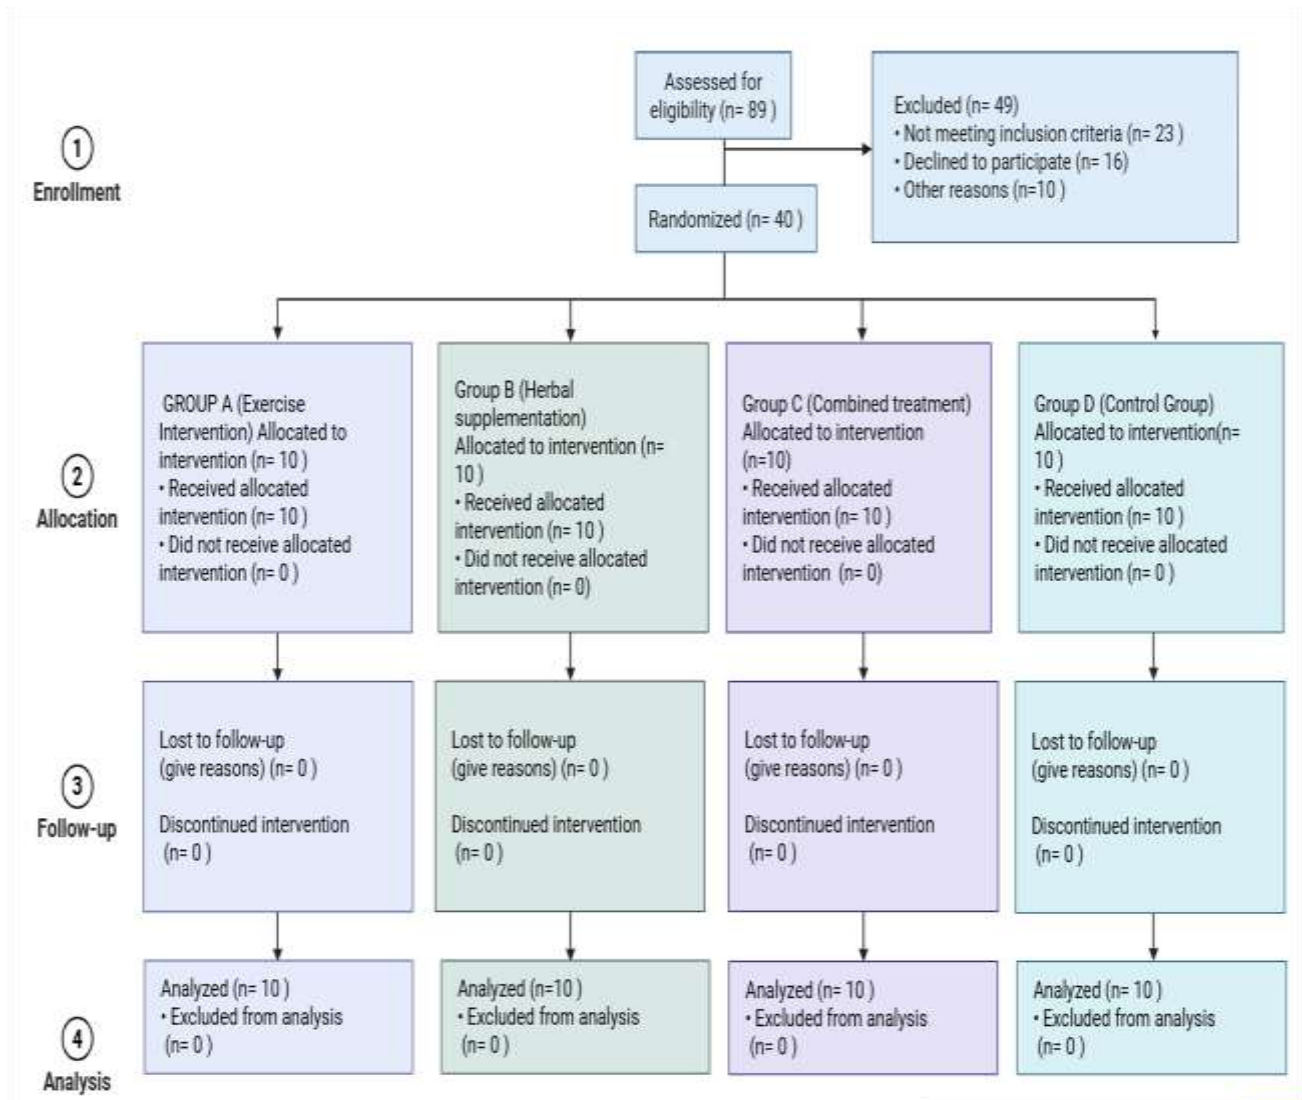 Assessed for
eligibility (n= 89 )
Excluded (n= 49)
• Not meeting inclusion criteria (n= 23 )
• Declined to participate (n= 16)
• Other reasons (n=10 )
1
Enrollment
Randomized (n= 40 )
2
Allocation
GROUP A (Exercise
Intervention) Allocated to
intervention (n= 10 )
• Received allocated
intervention (n= 10 )
• Did not receive allocated
intervention (n= 0 )
Group B (Herbal
supplementation)
Allocated to intervention (n=
10 )
• Received allocated
intervention (n= 10 )
• Did not receive allocated
intervention (n= 0)
Group C (Combined treatment)
Allocated to intervention
(n=10)
• Received allocated
intervention (n= 10 )
• Did not receive allocated
intervention (n= 0)
Group D (Control Group)
Allocated to intervention(n=
10 )
• Received allocated
intervention (n= 10 )
• Did not receive allocated
intervention (n= 0 )
3
Follow-up
Lost to follow-up
(give reasons) (n= 0 )
Discontinued intervention
(n= 0 )
Lost to follow-up
(give reasons) (n= 0 )
Discontinued intervention
(n= 0 )
Lost to follow-up
(give reasons) (n= 0 )
Discontinued intervention
(n= 0 )
Lost to follow-up
(give reasons) (n= 0 )
Discontinued intervention
(n= 0 )
4
Analysis
Analyzed (n= 10 )
• Excluded from analysis
(n= 0 )
Analyzed (n=10 )
• Excluded from analysis
(n= 0 )
Analyzed (n= 10 )
• Excluded from analysis
(n= 0 )
Analyzed (n= 10 )
• Excluded from analysis
(n= 0 )